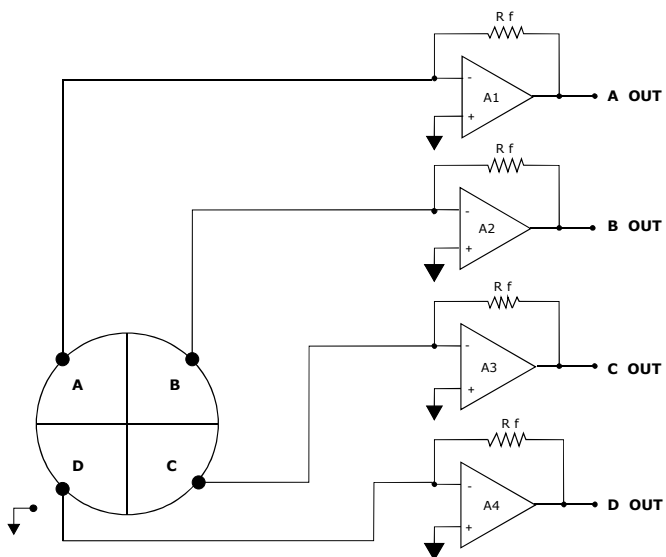 R f
-
A1
+
A OUT
R f
-
A2
+
B OUT
R f
-
A3
+
C OUT
A
B
D
C
R f
-
A4
+
D OUT